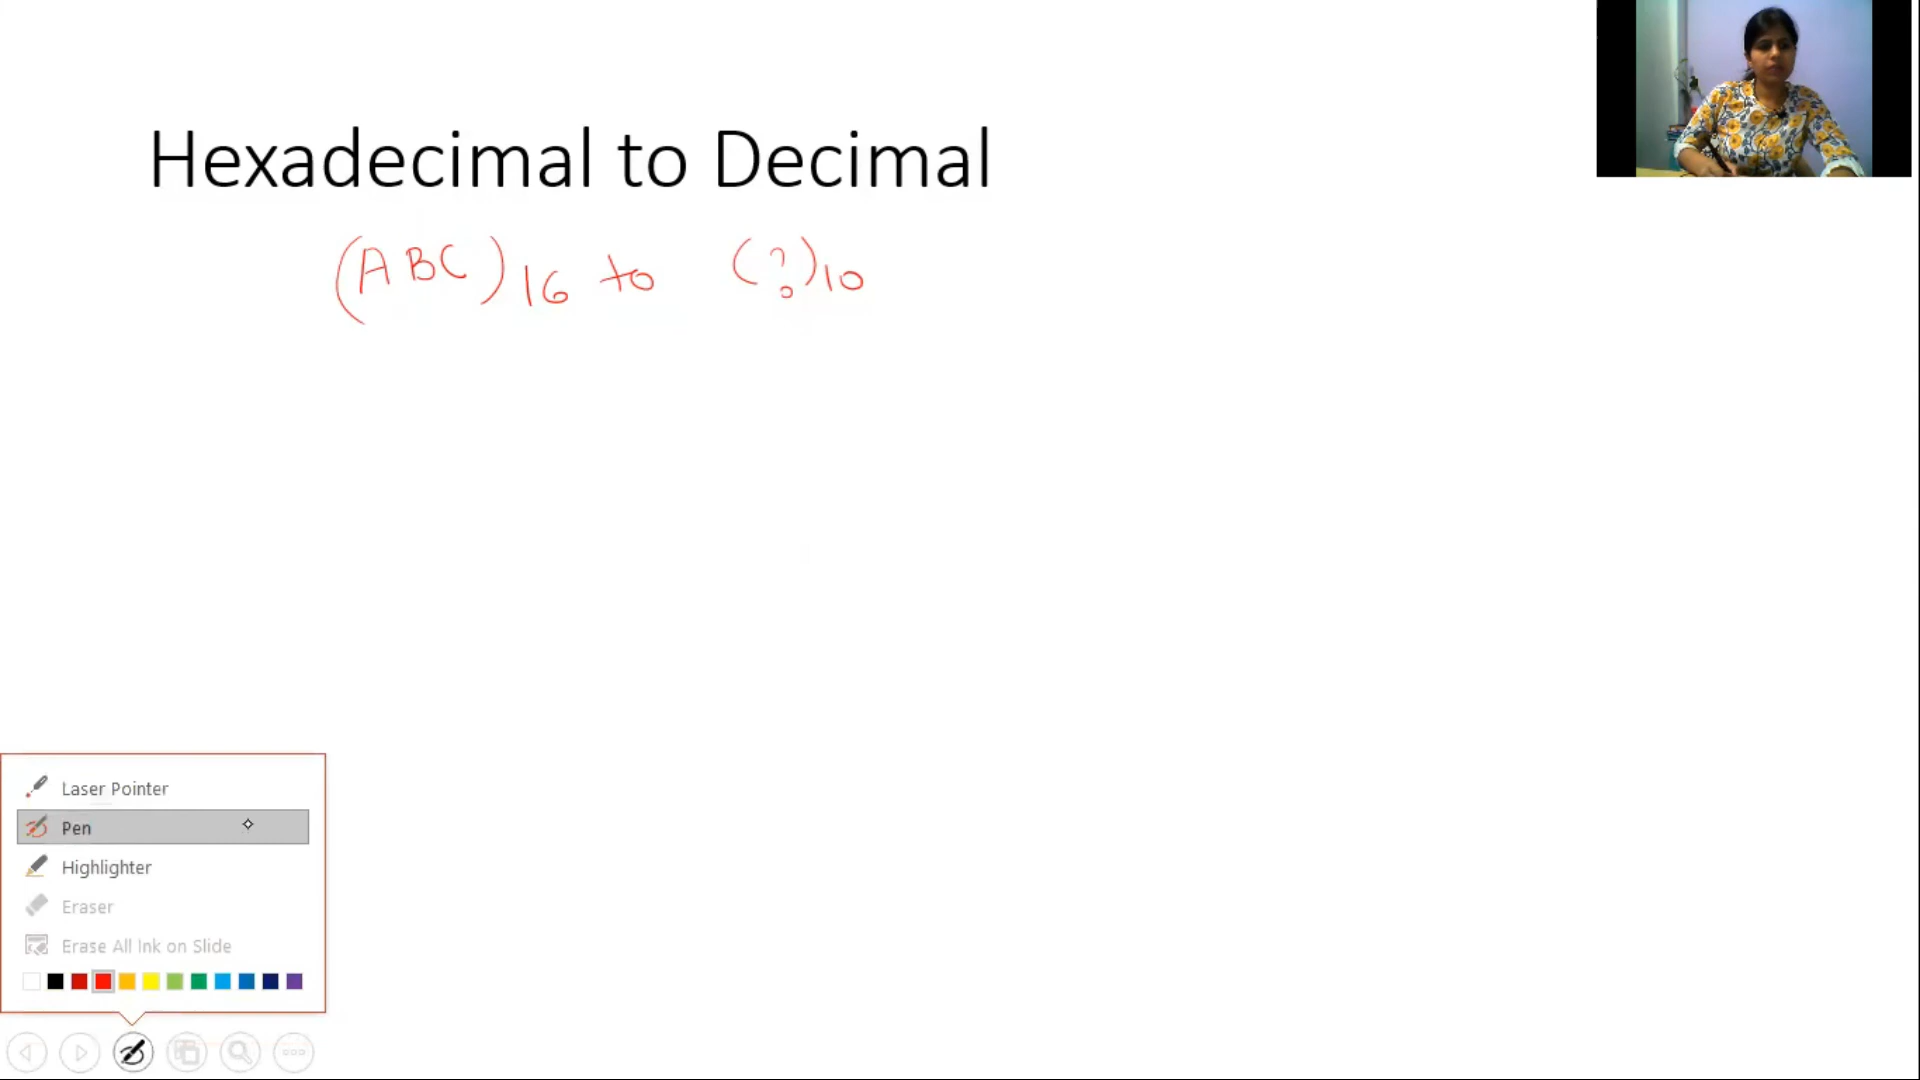 Hexadecimal to Decimal
(ABC)₁₆ to (?)₁₀
Laser Pointer
Pen
Highlighter
Eraser
Erase All Ink on Slide